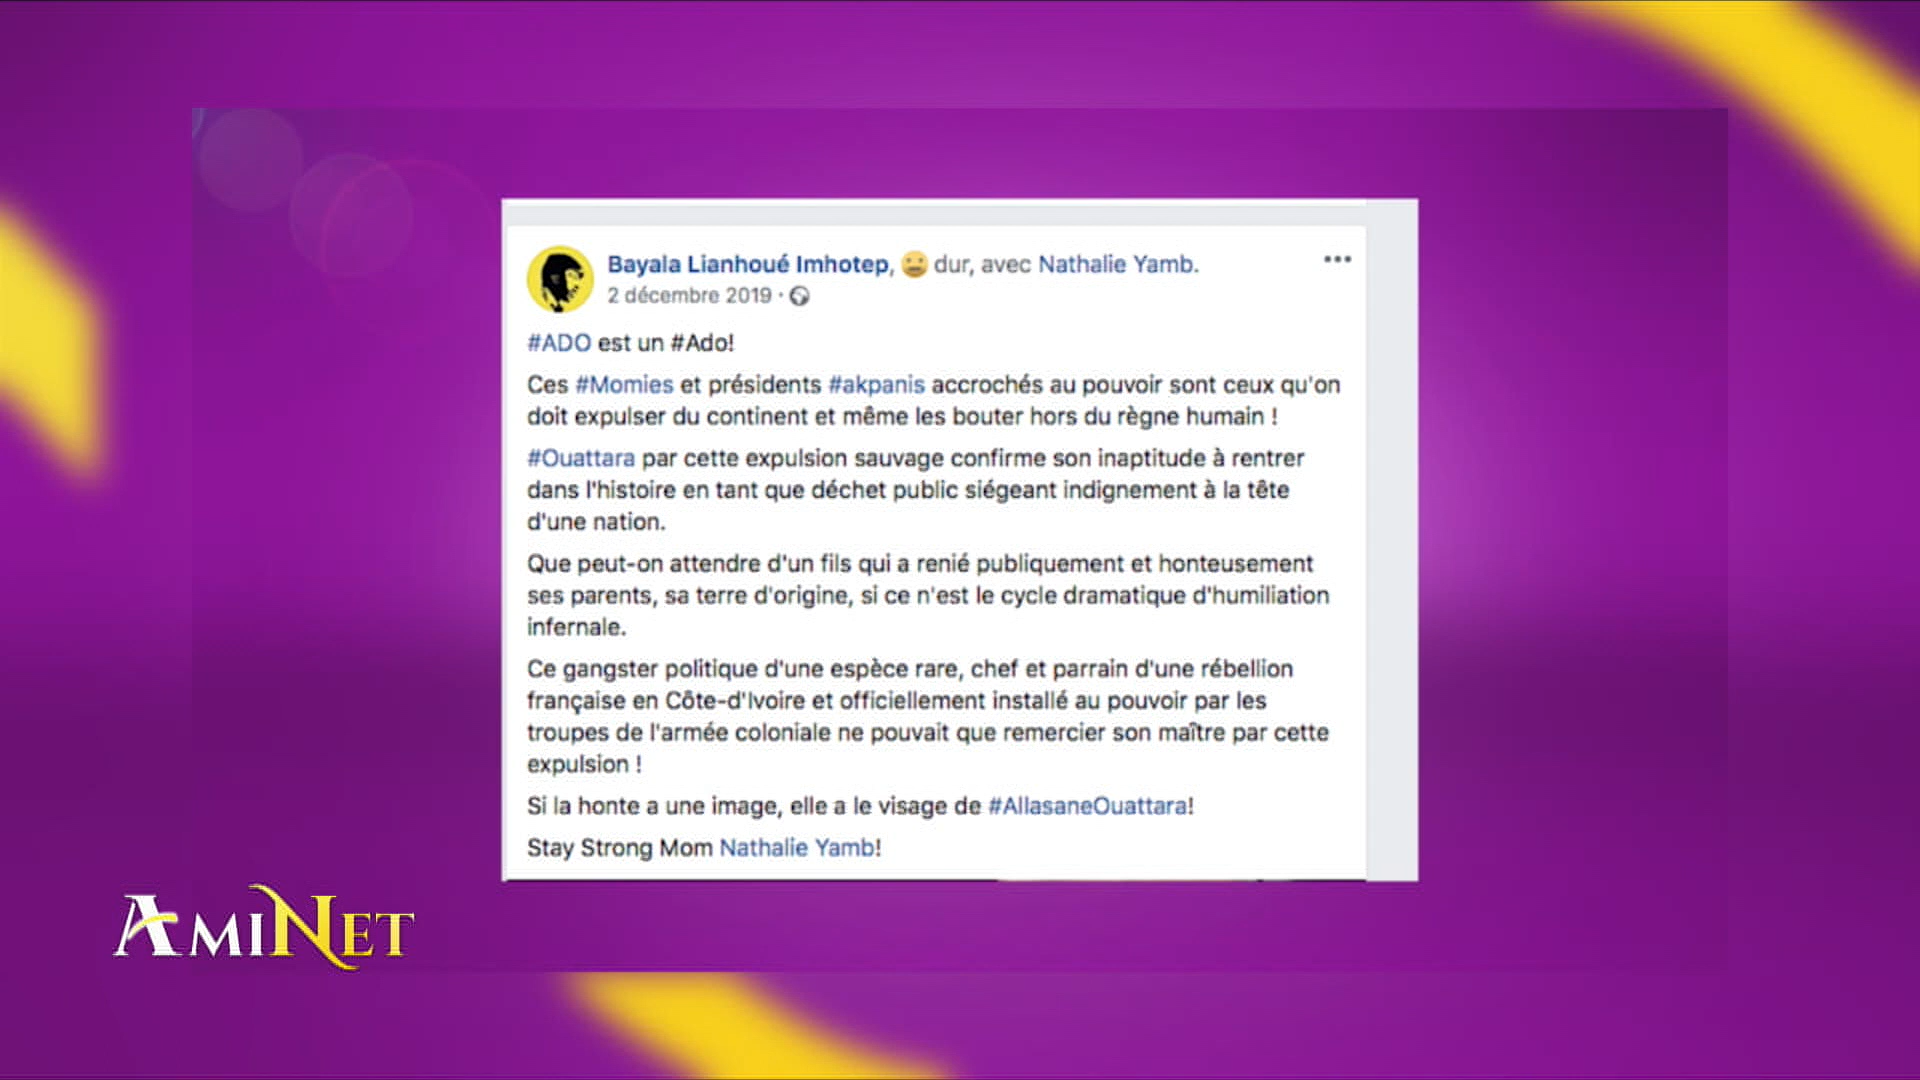 Bayala Lianhoué Imhotep, 😐 dur, avec Nathalie Yamb.
2 décembre 2019 ·
#ADO est un #Ado!
Ces #Momies et présidents #akpanis accrochés au pouvoir sont ceux qu'on
doit expulser du continent et même les bouter hors du règne humain !
#Ouattara par cette expulsion sauvage confirme son inaptitude à rentrer
dans l'histoire en tant que déchet public siégeant indignement à la tête
d'une nation.
Que peut-on attendre d'un fils qui a renié publiquement et honteusement
ses parents, sa terre d'origine, si ce n'est le cycle dramatique d'humiliation
infernale.
Ce gangster politique d'une espèce rare, chef et parrain d'une rébellion
française en Côte-d'Ivoire et officiellement installé au pouvoir par les
troupes de l'armée coloniale ne pouvait que remercier son maître par cette
expulsion !
Si la honte a une image, elle a le visage de #AllasaneOuattara!
Stay Strong Mom Nathalie Yamb!
AMINET